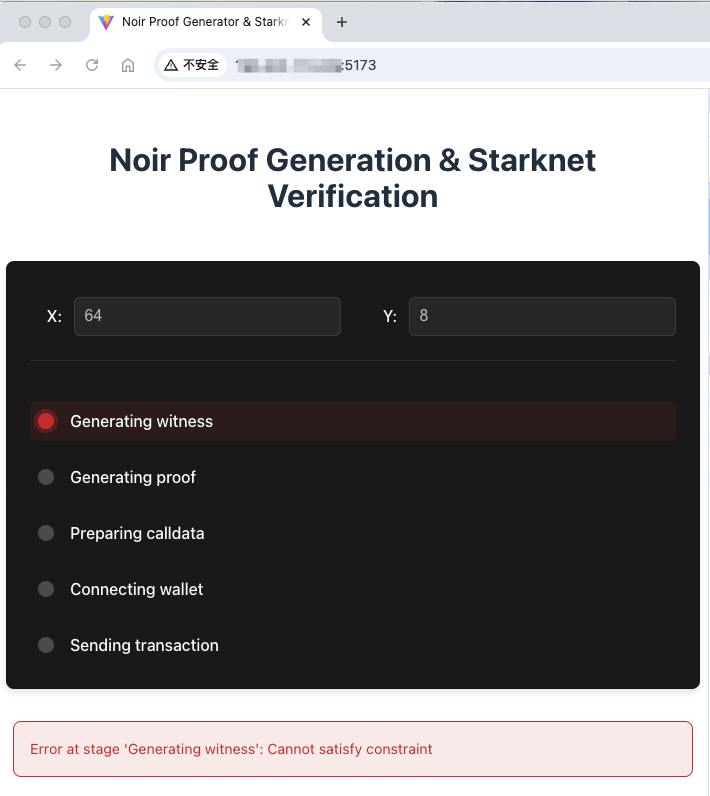 Noir Proof Generator & Starkn
不安全
:5173
Noir Proof Generation & Starknet
Verification
X: 64 Y: 8
Generating witness
Generating proof
Preparing calldata
Connecting wallet
Sending transaction
Error at stage 'Generating witness': Cannot satisfy constraint